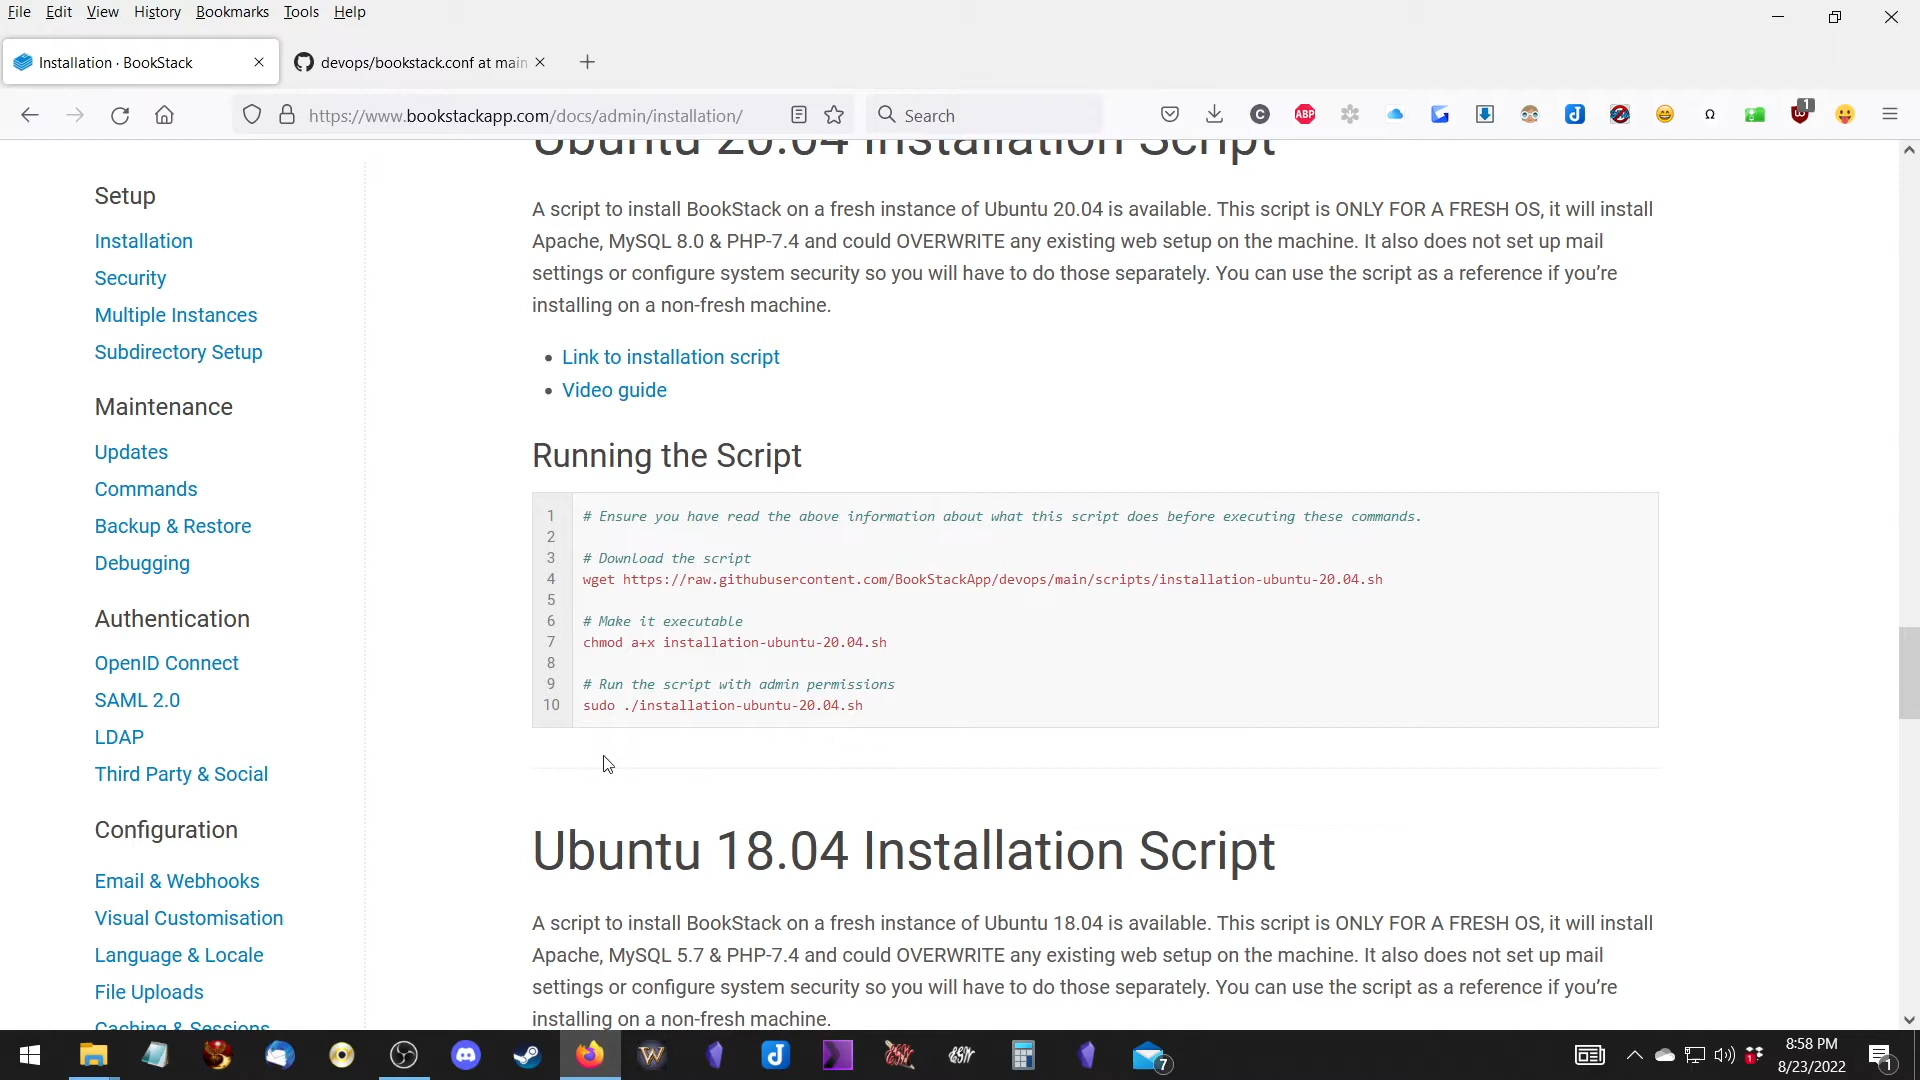 File Edit View History Bookmarks Tools Help
Installation · BookStack
devops/bookstack.conf at main
https://www.bookstackapp.com/docs/admin/installation/
Search
C
ABP
J
Ω
1
Setup
Installation
Security
Multiple Instances
Subdirectory Setup
Maintenance
Updates
Commands
Backup & Restore
Debugging
Authentication
OpenID Connect
SAML 2.0
LDAP
Third Party & Social
Configuration
Email & Webhooks
Visual Customisation
Language & Locale
File Uploads
Caching & Sessions
Ubuntu 20.04 Installation Script
A script to install BookStack on a fresh instance of Ubuntu 20.04 is available. This script is ONLY FOR A FRESH OS, it will install
Apache, MySQL 8.0 & PHP-7.4 and could OVERWRITE any existing web setup on the machine. It also does not set up mail
settings or configure system security so you will have to do those separately. You can use the script as a reference if you’re
installing on a non-fresh machine.
• Link to installation script
• Video guide
Running the Script
1 # Ensure you have read the above information about what this script does before executing these commands.
2
3 # Download the script
4 wget https://raw.githubusercontent.com/BookStackApp/devops/main/scripts/installation-ubuntu-20.04.sh
5
6 # Make it executable
7 chmod a+x installation-ubuntu-20.04.sh
8
9 # Run the script with admin permissions
10 sudo ./installation-ubuntu-20.04.sh
Ubuntu 18.04 Installation Script
A script to install BookStack on a fresh instance of Ubuntu 18.04 is available. This script is ONLY FOR A FRESH OS, it will install
Apache, MySQL 5.7 & PHP-7.4 and could OVERWRITE any existing web setup on the machine. It also does not set up mail
settings or configure system security so you will have to do those separately. You can use the script as a reference if you’re
installing on a non-fresh machine.
W
J
7
8:58 PM
8/23/2022
1